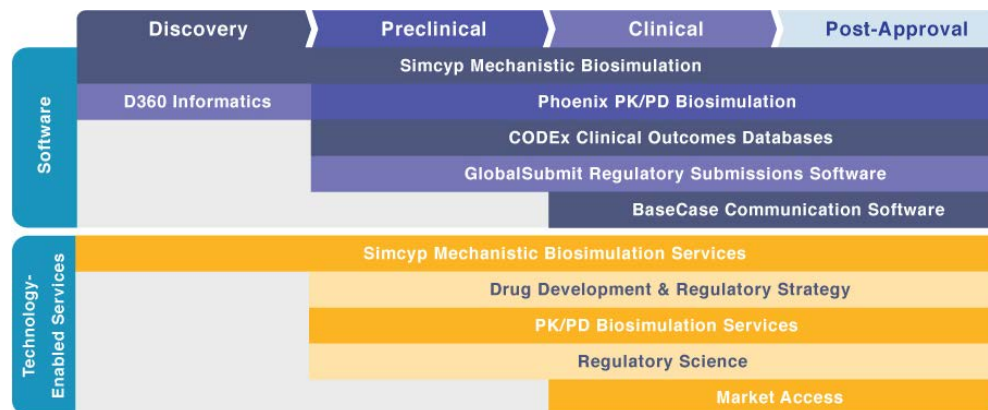 Discovery
Preclinical
Clinical
Post-Approval
Software
Simcyp Mechanistic Biosimulation
D360 Informatics
Phoenix PK/PD Biosimulation
CODEx Clinical Outcomes Databases
GlobalSubmit Regulatory Submissions Software
BaseCase Communication Software
Technology-
Enabled Services
Simcyp Mechanistic Biosimulation Services
Drug Development & Regulatory Strategy
PK/PD Biosimulation Services
Regulatory Science
Market Access